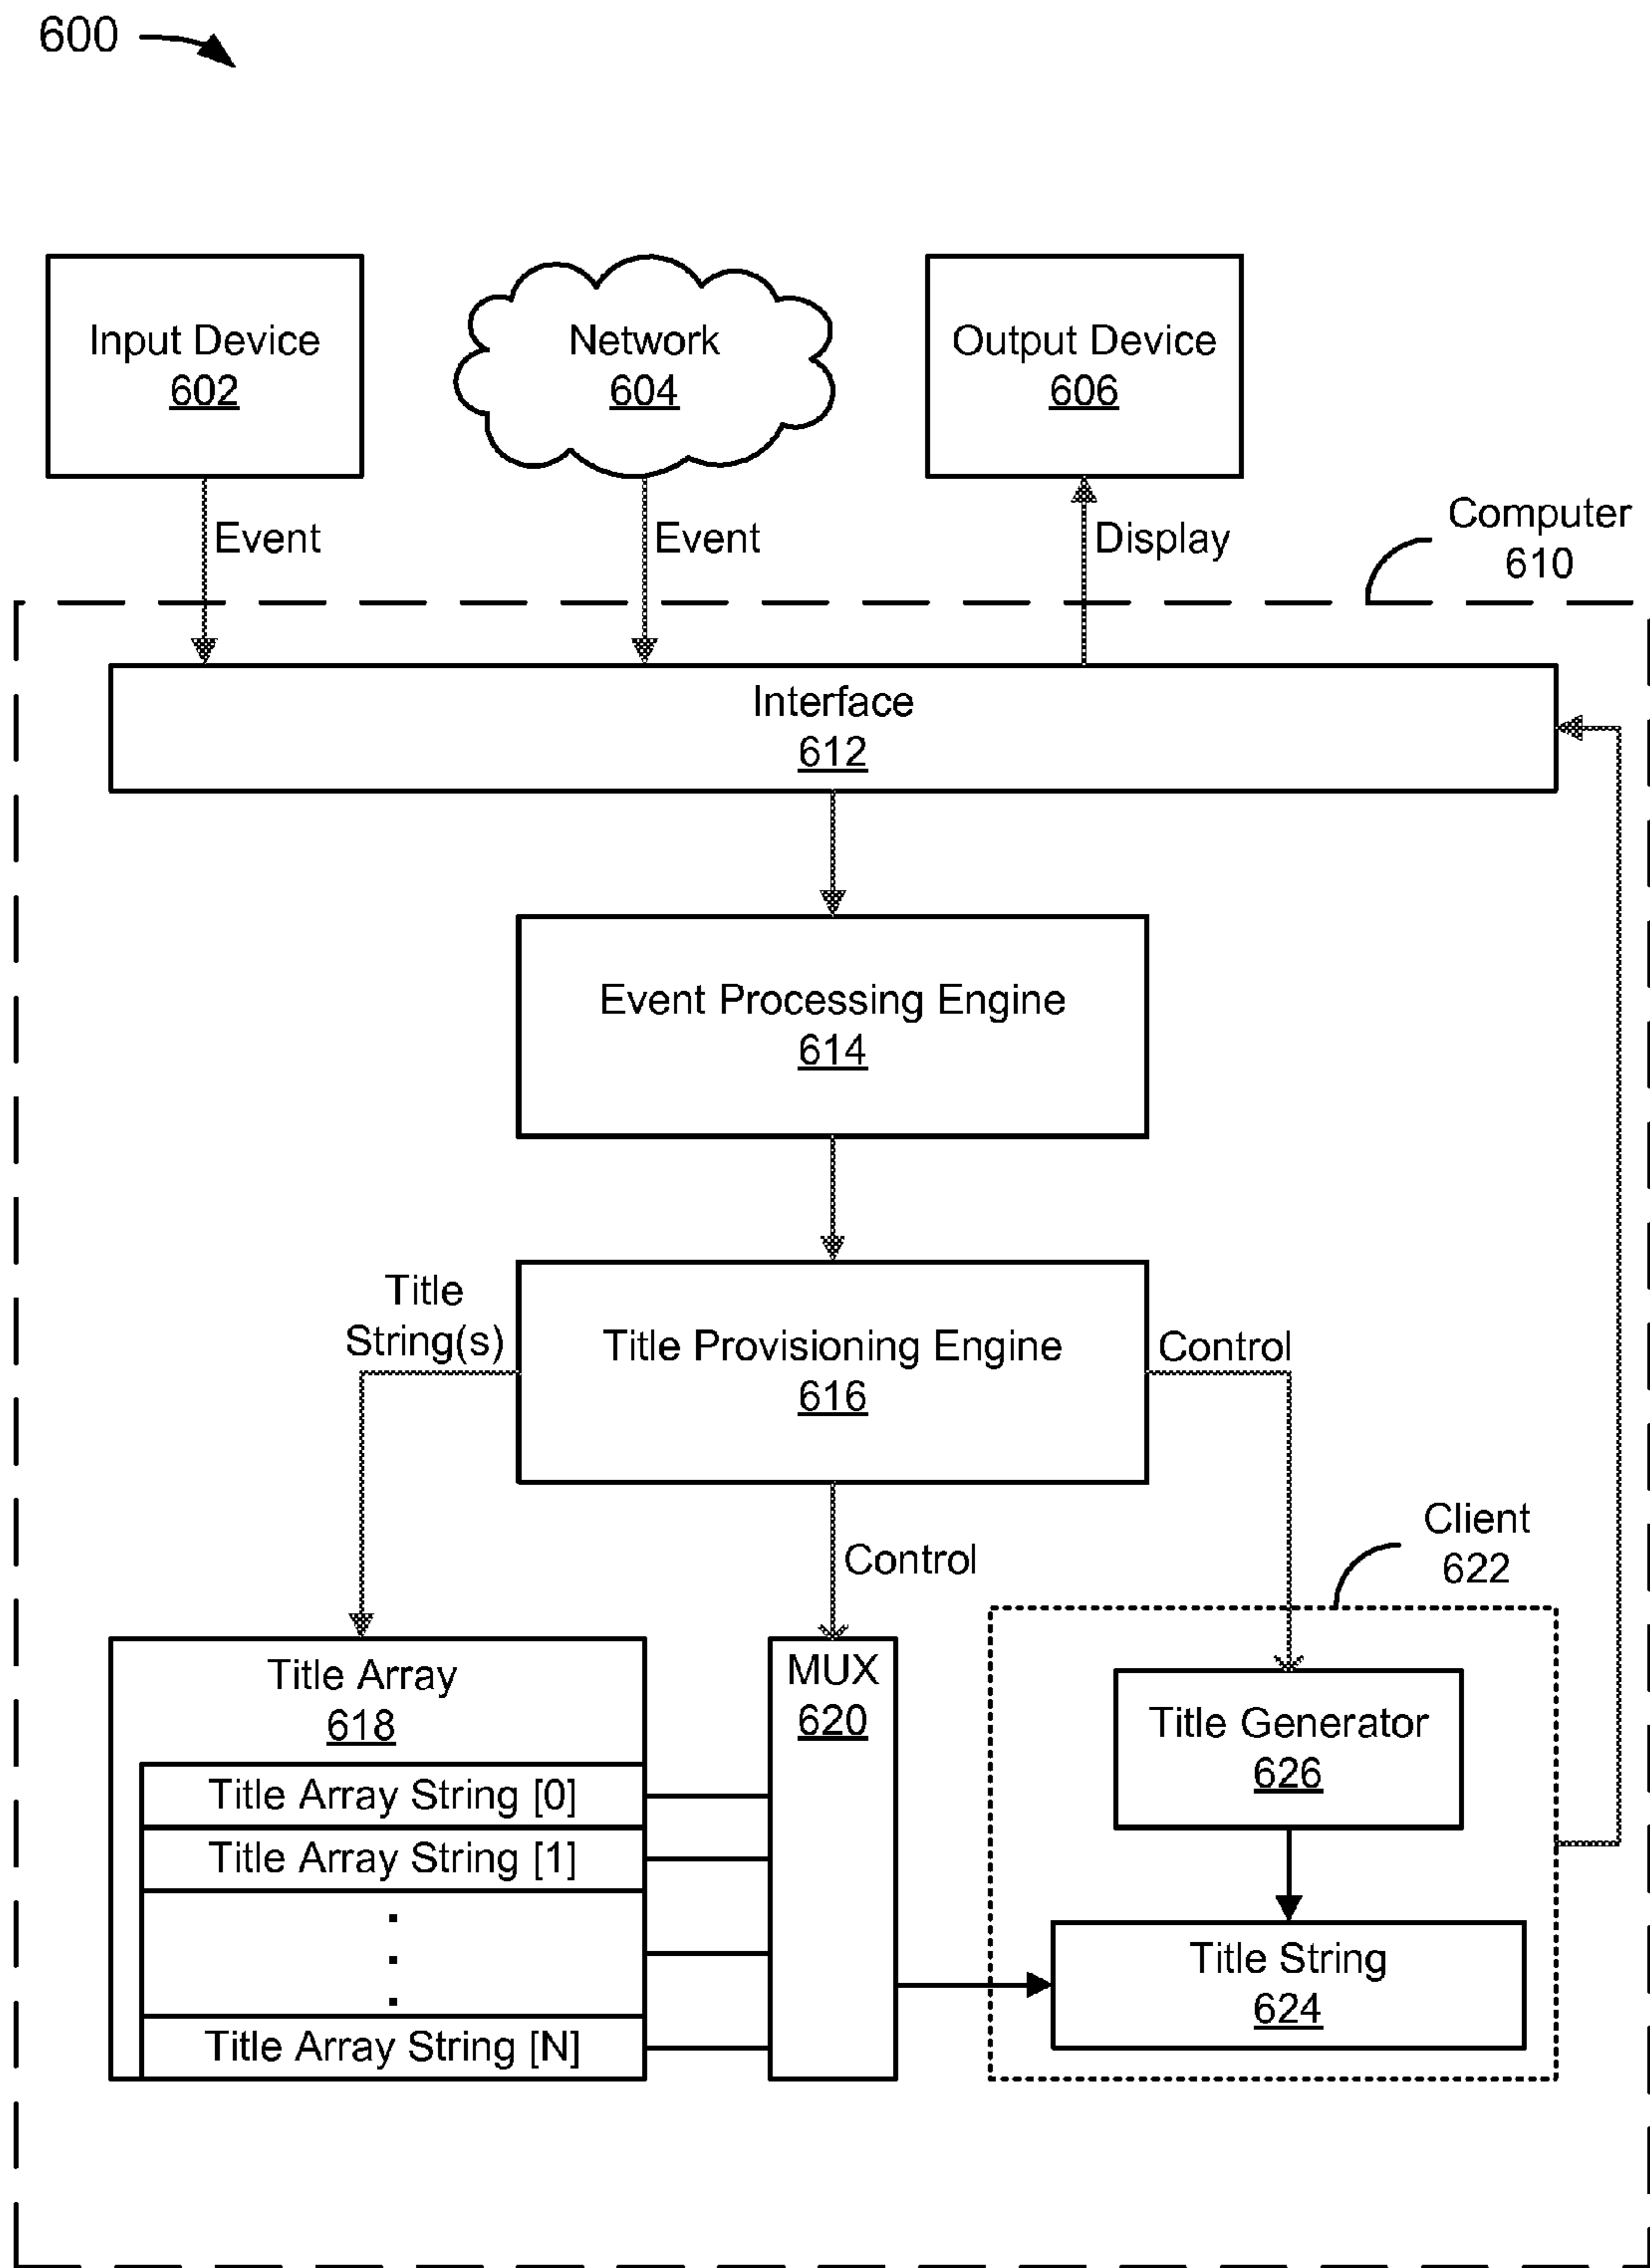 600
Input Device
602
Network
604
Output Device
606
Event
Event
Display
Computer
610
Interface
612
Event Processing Engine
614
Title
String(s)
Title Provisioning Engine
616
Control
Control
Client
622
Title Array
618
Title Array String [0]
Title Array String [1]
.
.
.
Title Array String [N]
MUX
620
Title Generator
626
Title String
624